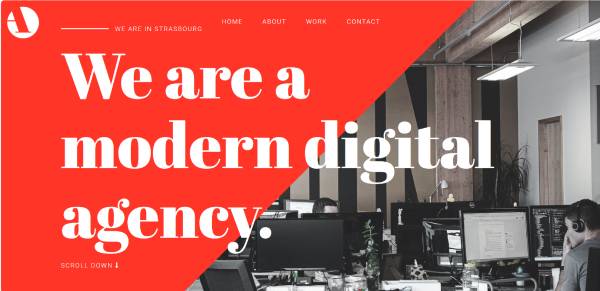 WE ARE IN STRASBOURG
HOME ABOUT WORK CONTACT
We are a
modern digital
agency.
SCROLL DOWN